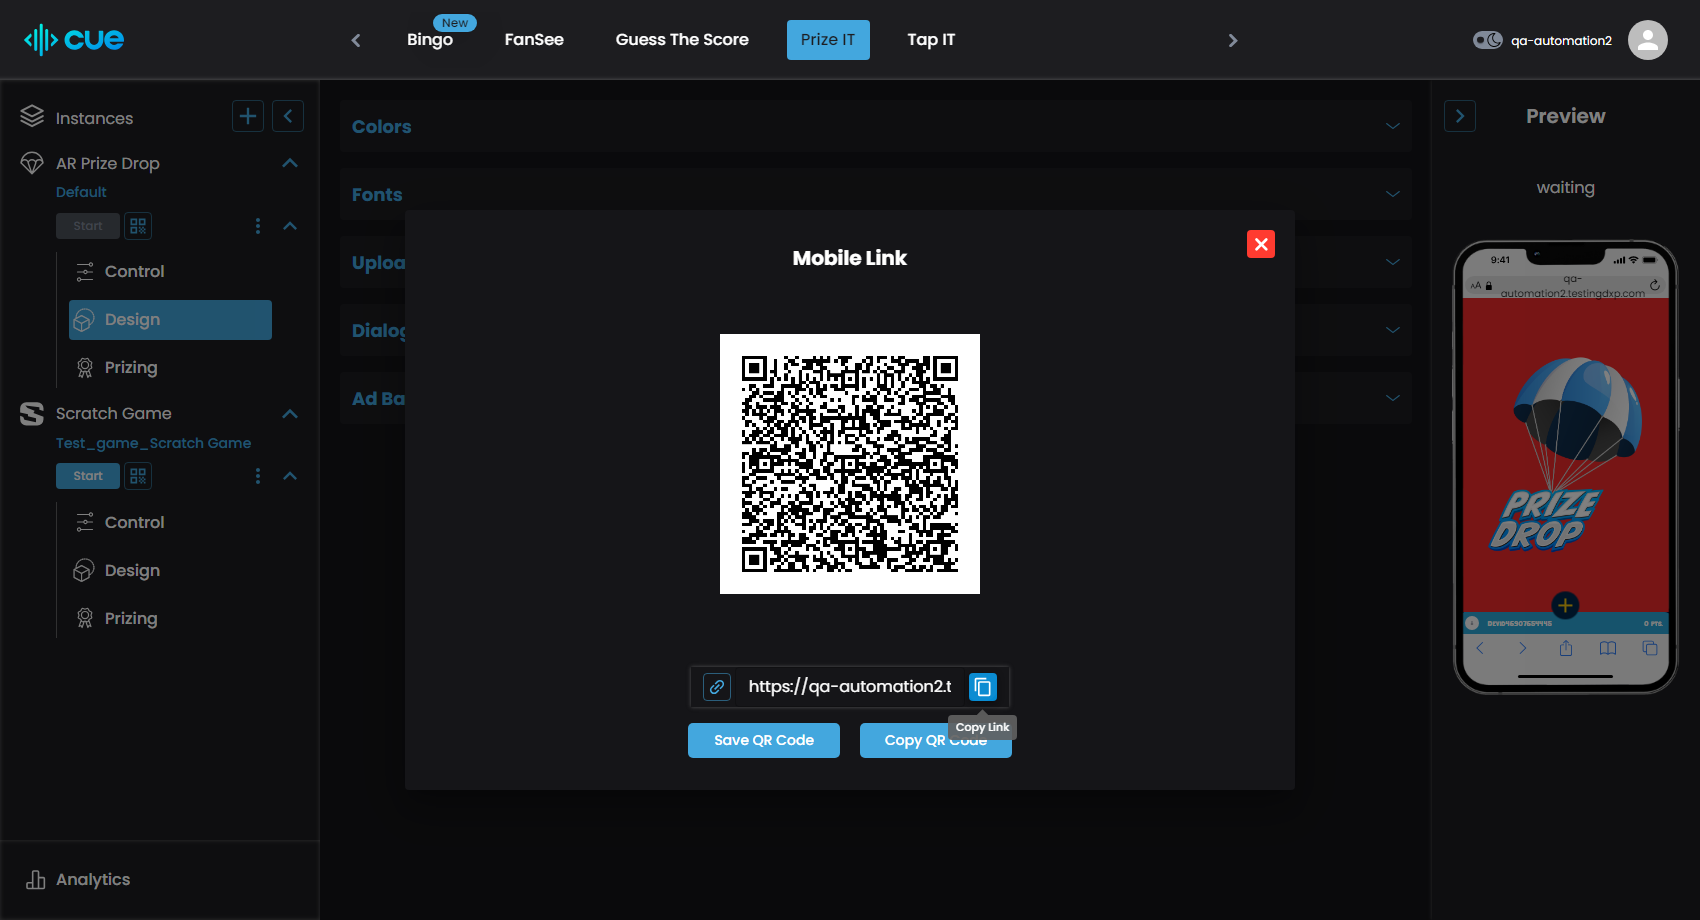 cue
New
Bingo
FanSee
Guess The Score
Prize IT
Tap IT
qa-automation2
Instances
AR Prize Drop
Default
Start
Control
Design
Prizing
Scratch Game
Test_game_Scratch Game
Start
Control
Design
Prizing
Analytics
Colors
Fonts
Uploa
Dialog
Ad Ba
Mobile Link
https://qa-automation2.t
Copy Link
Save QR Code
Copy QR Code
Preview
waiting
9:41
AA
qa-
automation2.testingdxp.com
PRIZE
DROP
0 PTS.